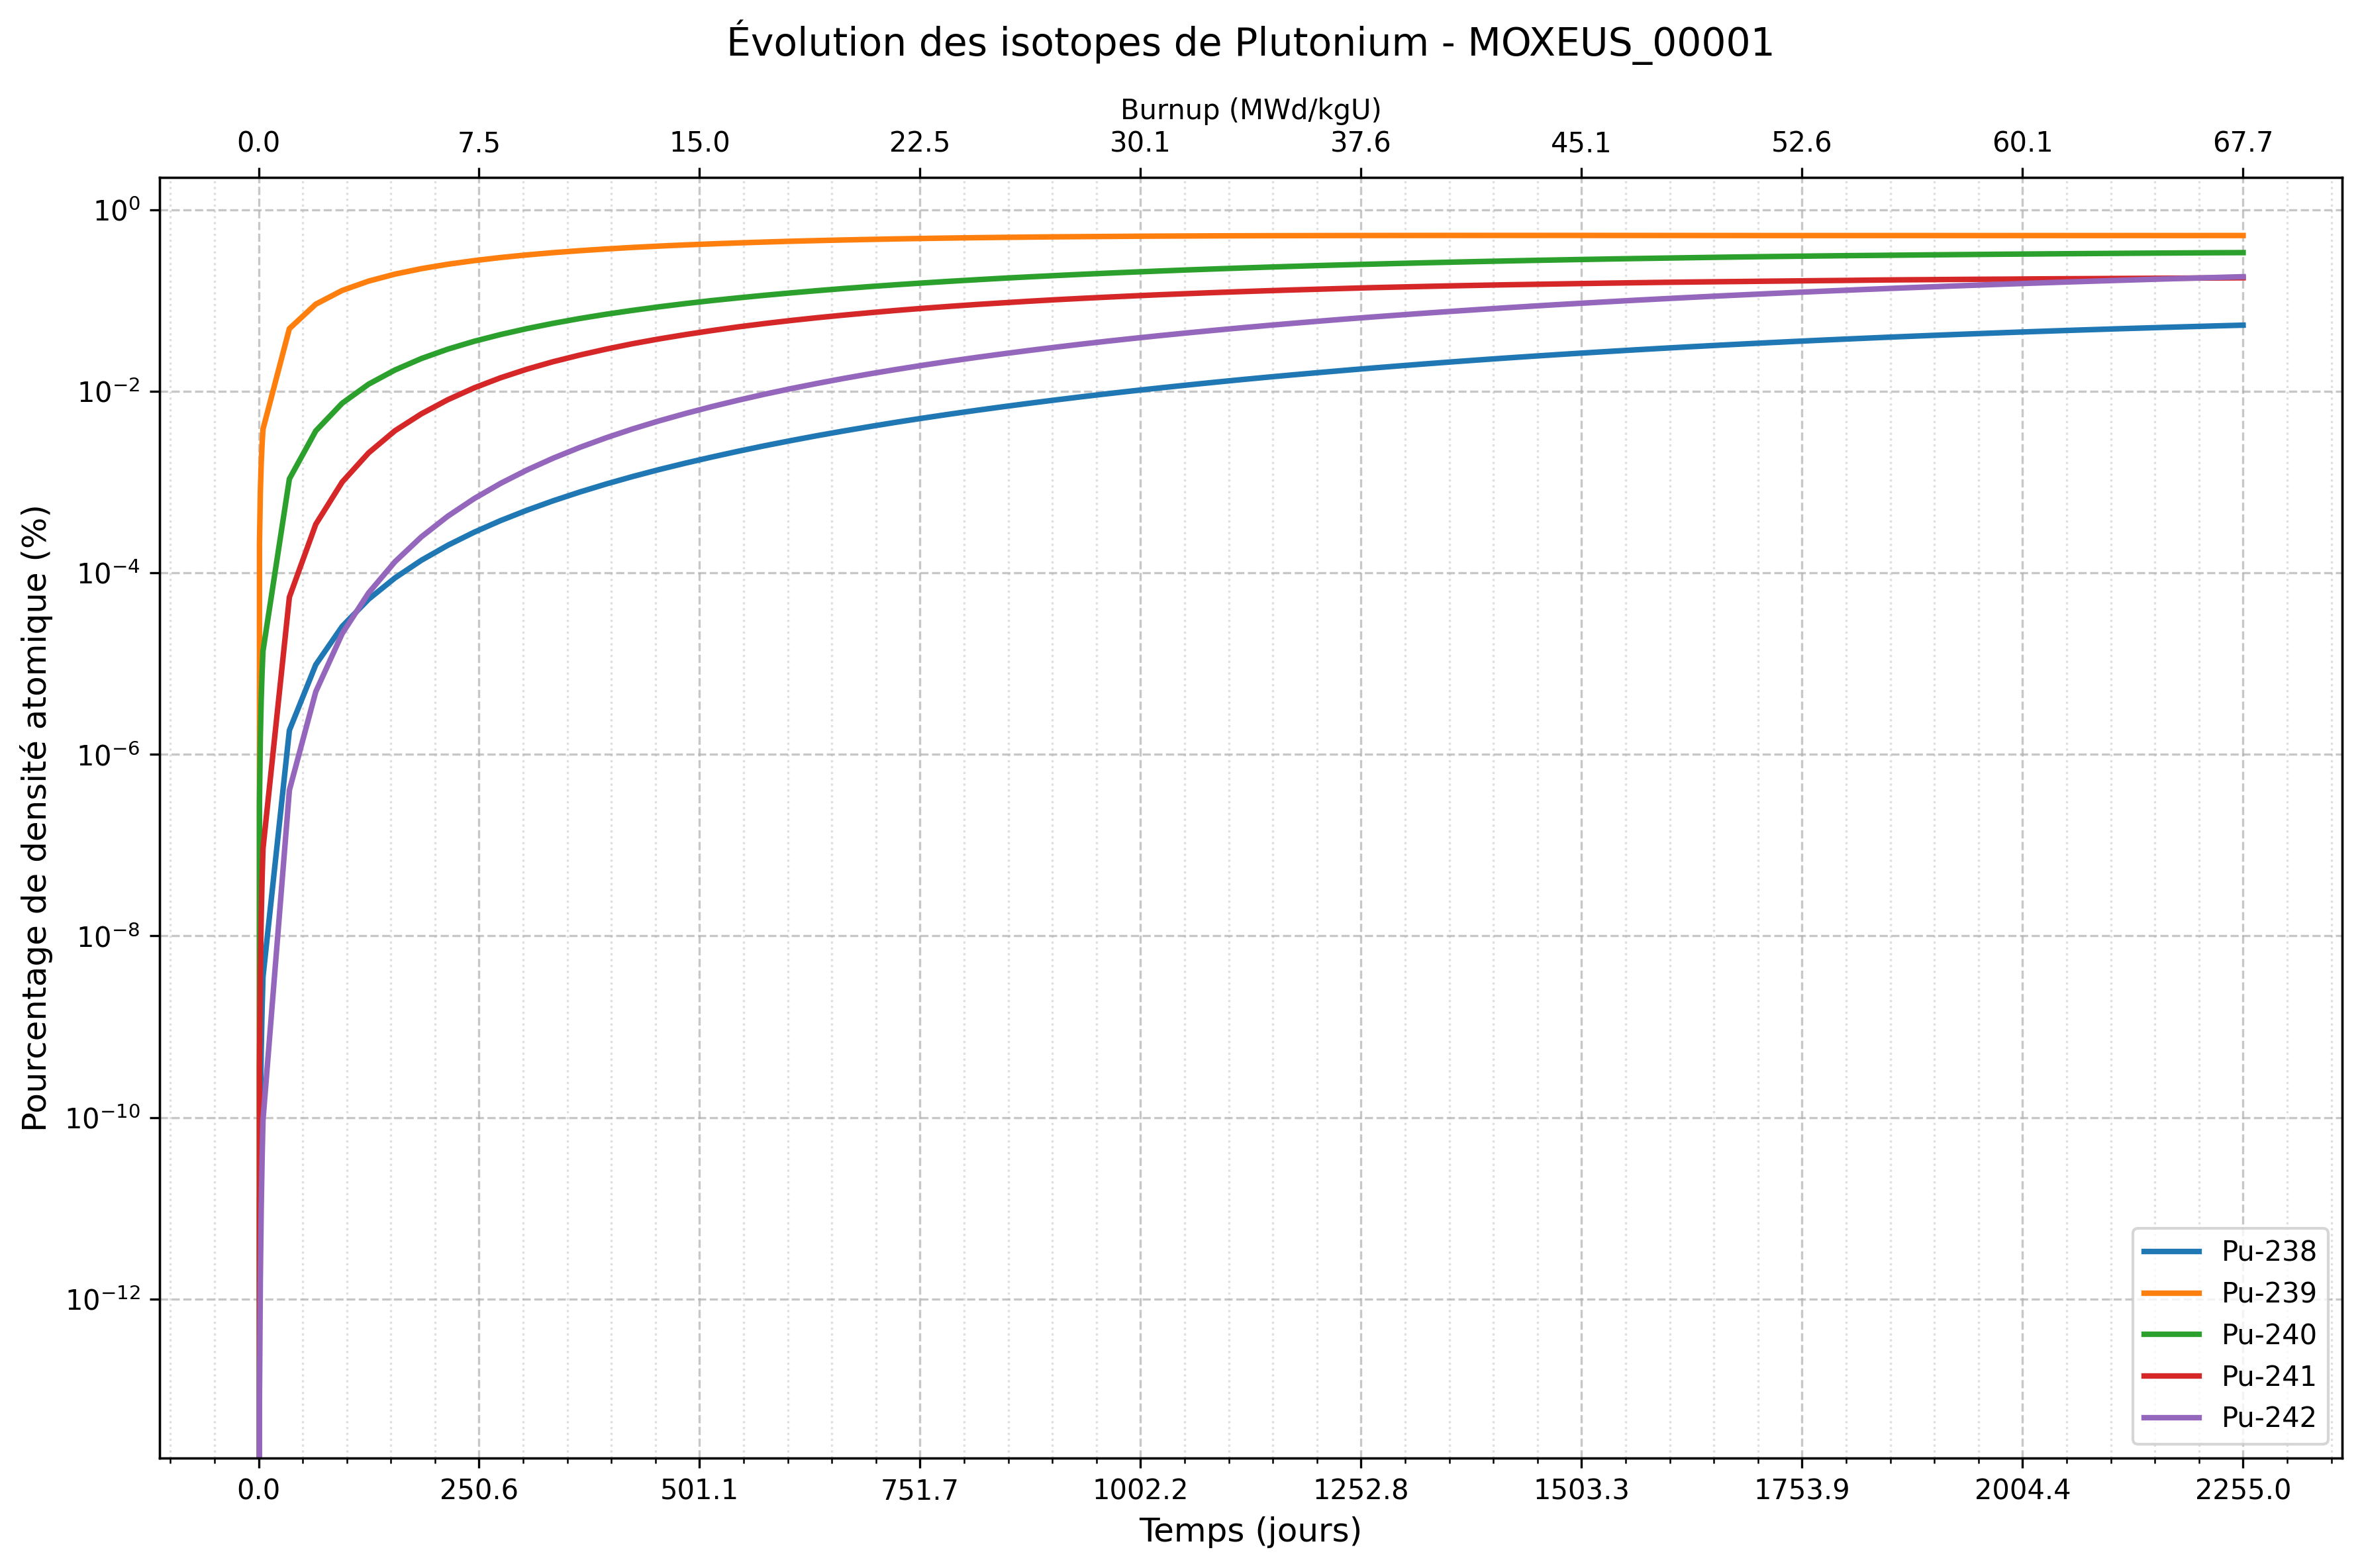 Évolution des isotopes de Plutonium - MOXEUS_00001
Burnup (MWd/kgU)
0.0 7.5 15.0 22.5 30.1 37.6 45.1 52.6 60.1 67.7
Pourcentage de densité atomique (%)
10⁰
10⁻²
10⁻⁴
10⁻⁶
10⁻⁸
10⁻¹⁰
10⁻¹²
Pu-238
Pu-239
Pu-240
Pu-241
Pu-242
0.0 250.6 501.1 751.7 1002.2 1252.8 1503.3 1753.9 2004.4 2255.0
Temps (jours)